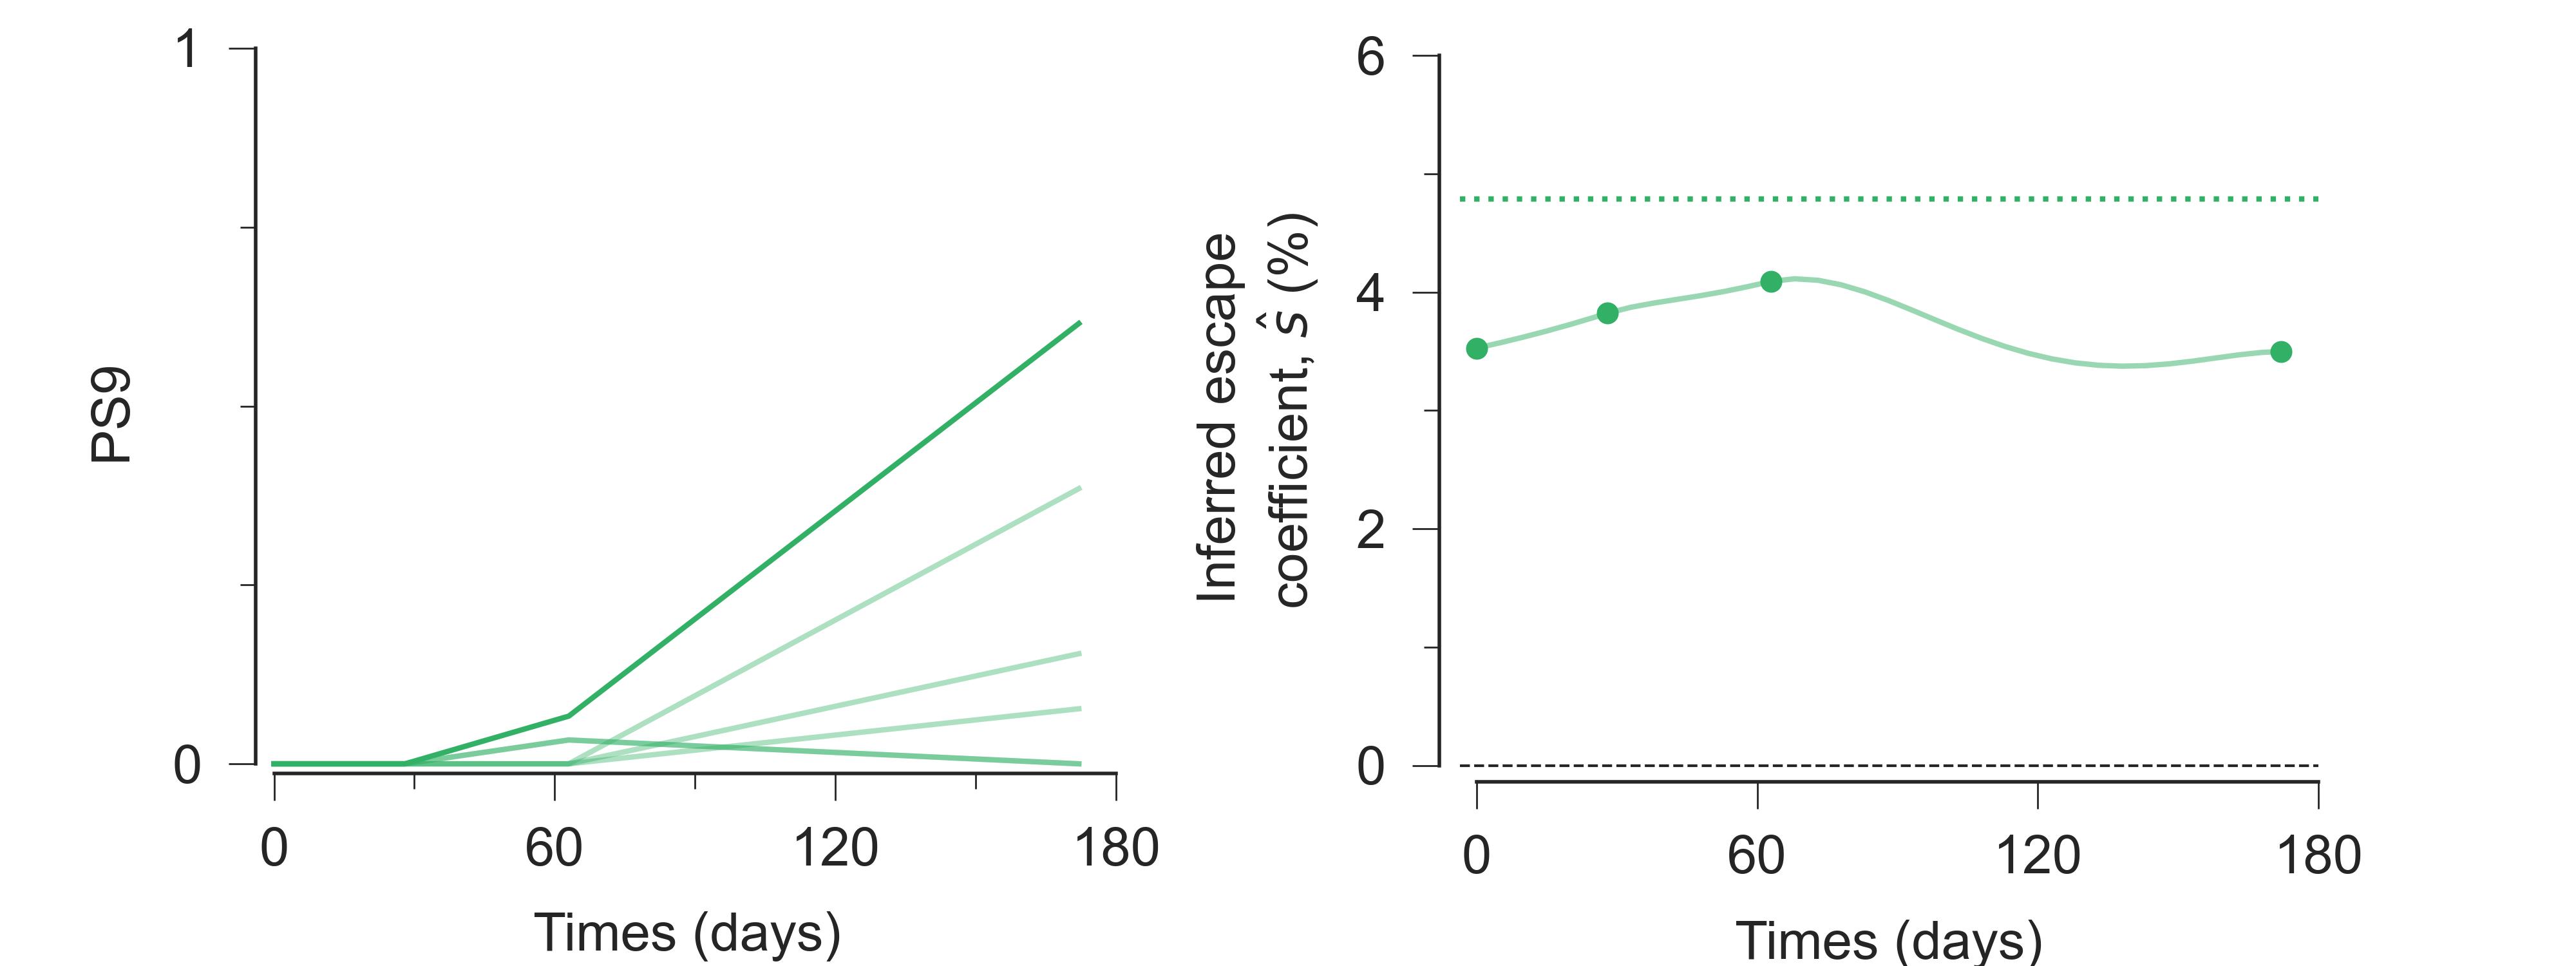 1
0
PS9
0 60 120 180
Times (days)
6
4
2
0
Inferred escape
coefficient, ŝ (%)
0 60 120 180
Times (days)